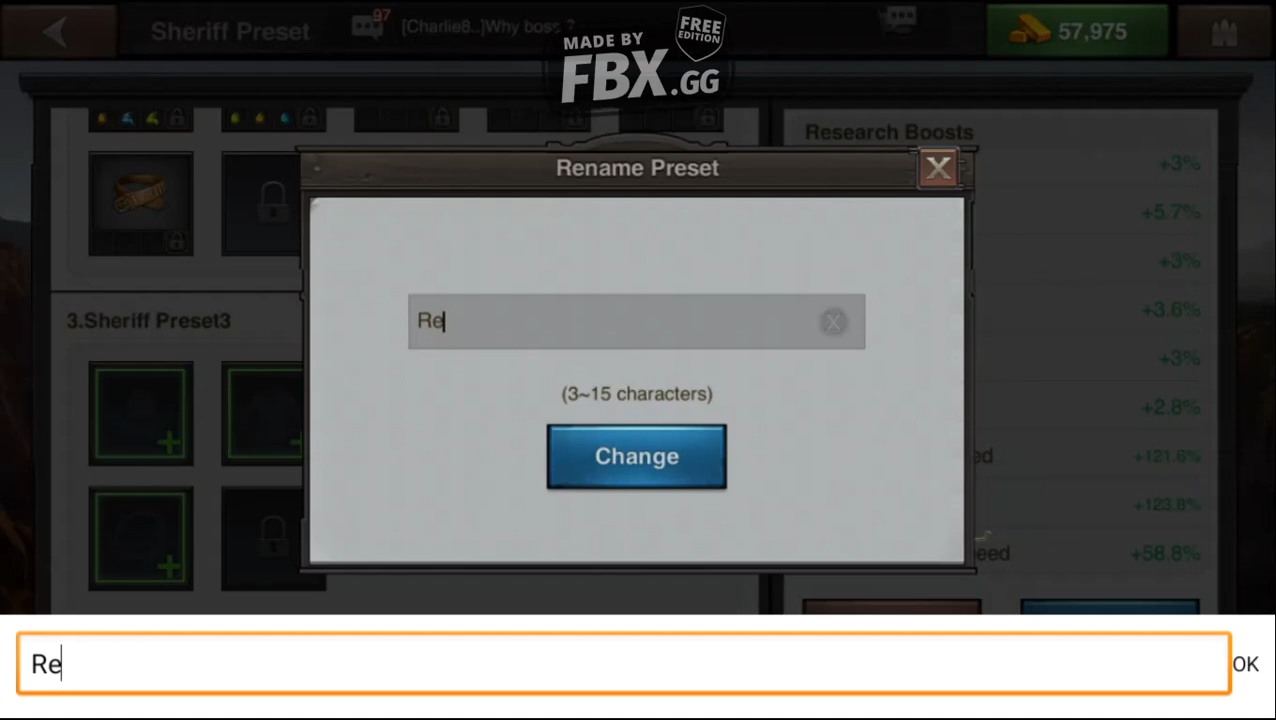 Sheriff Preset
97
[Charlie8..]Why boss ?
MADE BY
FBX.GG
FREE
EDITION
57,975
Research Boosts
Rename Preset
X
+3%
+5.7%
+3%
+3.6%
+3%
+2.8%
ed
+121.6%
+123.8%
eed
+58.8%
3.Sheriff Preset3
Re
X
(3~15 characters)
Change
Re
OK